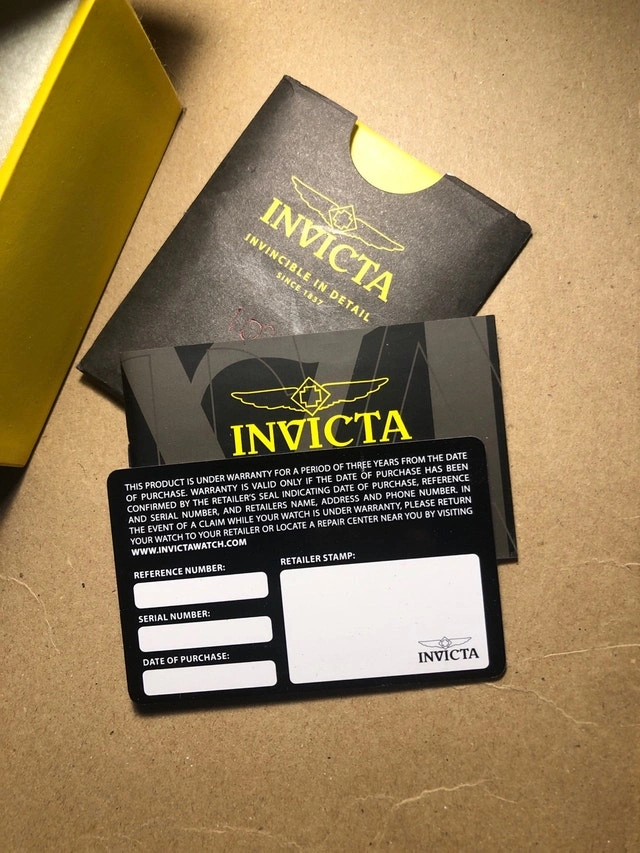 INVICTA
INVINCIBLE IN DETAIL
SINCE 1837
INVICTA
THIS PRODUCT IS UNDER WARRANTY FOR A PERIOD OF THREE YEARS FROM THE DATE
OF PURCHASE. WARRANTY IS VALID ONLY IF THE DATE OF PURCHASE HAS BEEN
CONFIRMED BY THE RETAILER'S SEAL INDICATING DATE OF PURCHASE, REFERENCE
AND SERIAL NUMBER, AND RETAILERS NAME, ADDRESS AND PHONE NUMBER. IN
THE EVENT OF A CLAIM WHILE YOUR WATCH IS UNDER WARRANTY, PLEASE RETURN
YOUR WATCH TO YOUR RETAILER OR LOCATE A REPAIR CENTER NEAR YOU BY VISITING
WWW.INVICTAWATCH.COM
REFERENCE NUMBER:
SERIAL NUMBER:
DATE OF PURCHASE:
RETAILER STAMP:
INVICTA